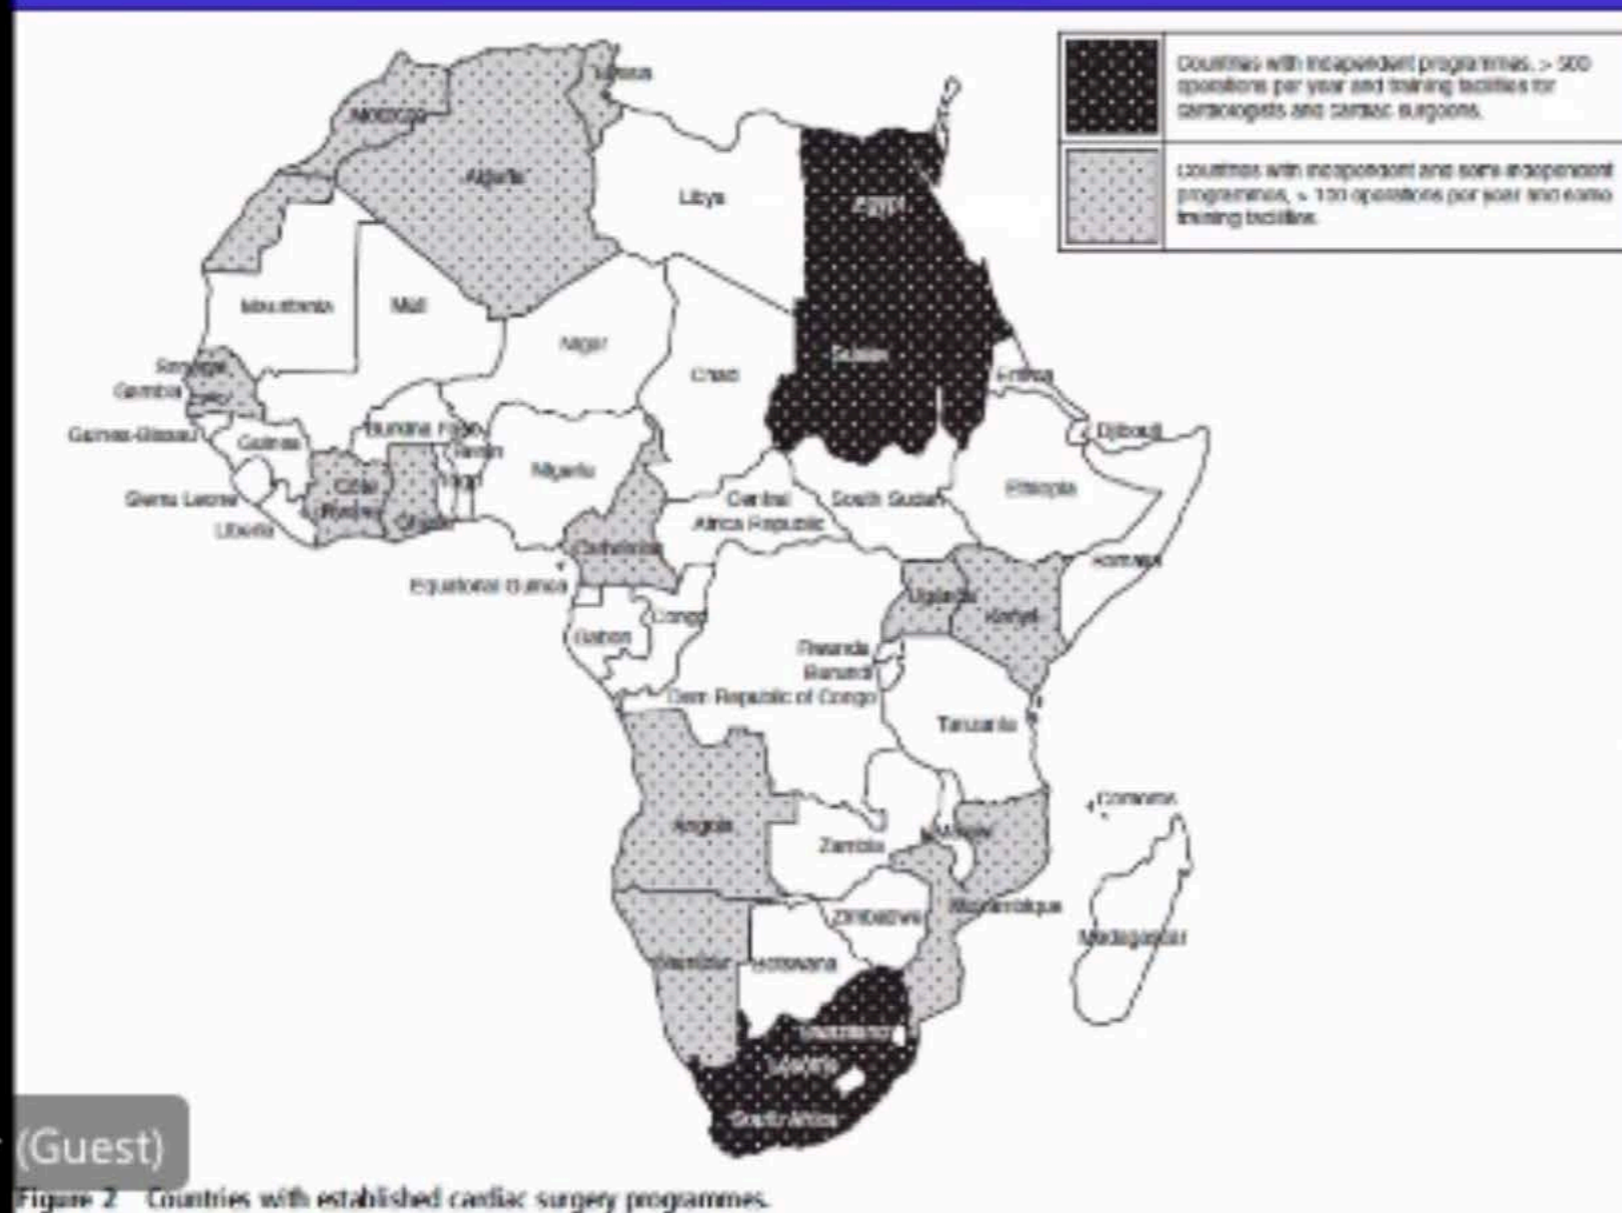 Countries with independent programmes, > 500
operations per year and training facilities for
cardiologists and cardiac surgeons.
Countries with independent and some independent
programmes, > 100 operations per year and some
training facilities.
Tunisia
Morocco
Algeria
Libya
Egypt
Mauritania
Mali
Niger
Sudan
Senegal
Chad
Eritrea
Gambia
Guinea-Bissau
Guinea
Burkina Faso
Benin
Djibouti
Nigeria
Togo
Sierra Leone
Côte
Ghana
Liberia
Central
Africa Republic
South Sudan
Ethiopia
Cameroon
Somalia
Equatorial Guinea
Uganda
Kenya
Congo
Gabon
Rwanda
Burundi
Dem Republic of Congo
Tanzania
Comoros
Angola
Malawi
Zambia
Mozambique
Zimbabwe
Madagascar
Namibia
Botswana
Swaziland
Lesotho
South Africa
(Guest)
Figure 2 Countries with established cardiac surgery programmes.